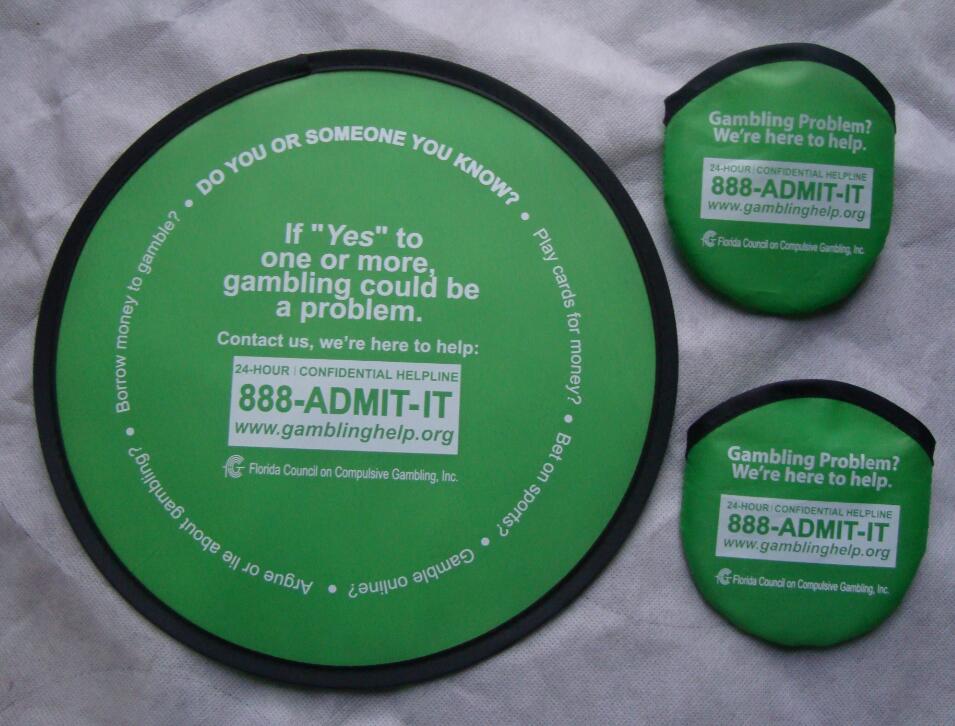 DO YOU OR SOMEONE YOU KNOW?
• Play cards for money?
• Bet on sports?
• Gamble online?
• Argue or lie about gambling?
• Borrow money to gamble? •
If "Yes" to
one or more,
gambling could be
a problem.
Contact us, we're here to help:
24-HOUR | CONFIDENTIAL HELPLINE
888-ADMIT-IT
www.gamblinghelp.org
Florida Council on Compulsive Gambling, Inc.
Gambling Problem?
We're here to help.
24-HOUR | CONFIDENTIAL HELPLINE
888-ADMIT-IT
www.gamblinghelp.org
Florida Council on Compulsive Gambling, Inc.
Gambling Problem?
We're here to help.
24-HOUR | CONFIDENTIAL HELPLINE
888-ADMIT-IT
www.gamblinghelp.org
Florida Council on Compulsive Gambling, Inc.